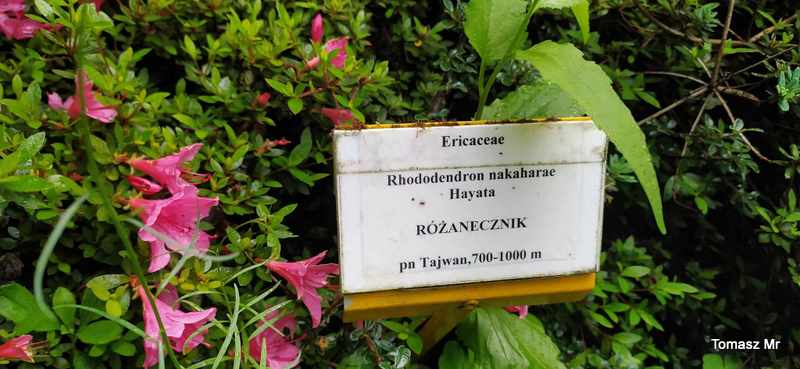 Ericaceae
Rhododendron nakaharae
Hayata
RÓŻANECZNIK
pn Tajwan,700-1000 m
Tomasz Mr